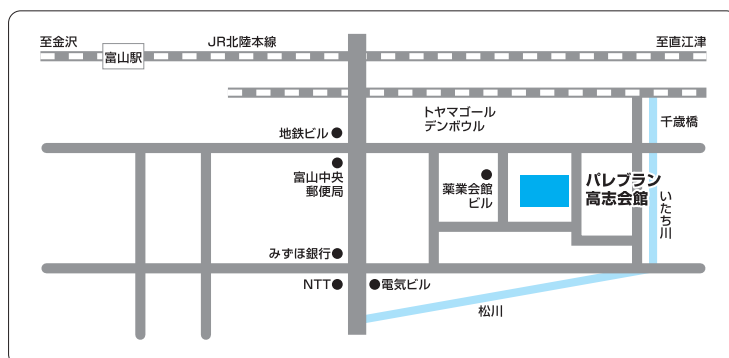 至金沢
JR北陸本線
至直江津
富山駅
トヤマゴール
デンボウル
千歳橋
地鉄ビル
富山中央
郵便局
薬業会館
ビル
パレブラン
高志会館
いたち川
みずほ銀行
NTT
電気ビル
松川